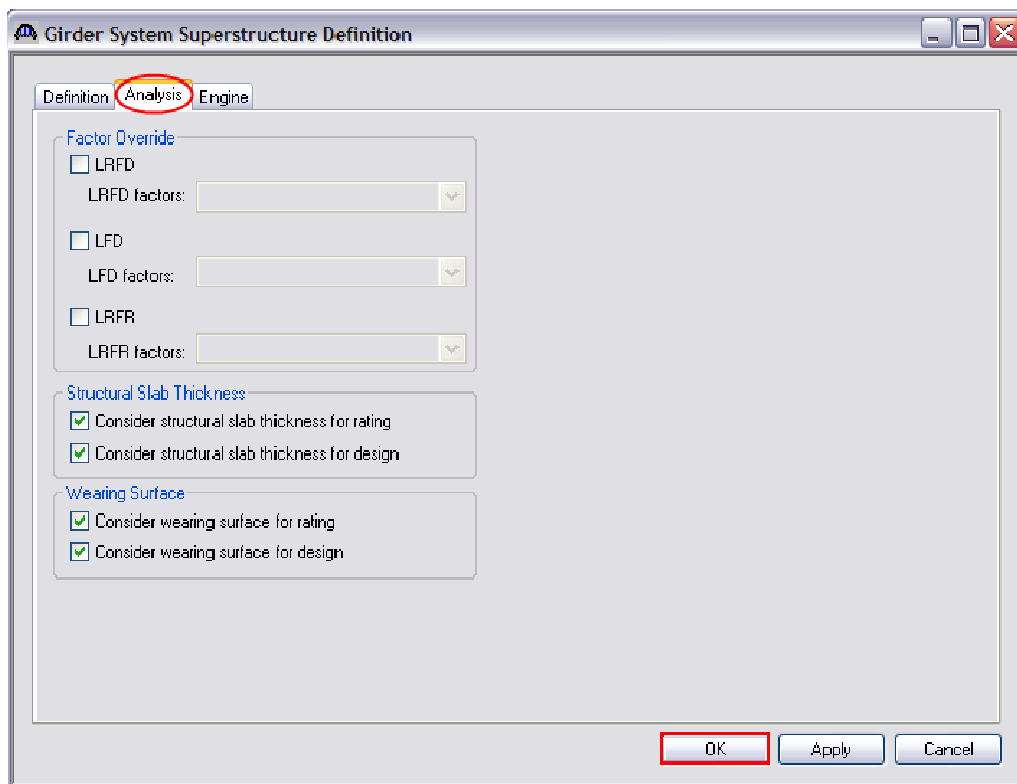 Girder System Superstructure Definition
Definition Analysis Engine
Factor Override
LRFD
LRFD factors:
LFD
LFD factors:
LRFR
LRFR factors:
Structural Slab Thickness
Consider structural slab thickness for rating
Consider structural slab thickness for design
Wearing Surface
Consider wearing surface for rating
Consider wearing surface for design
OK Apply Cancel